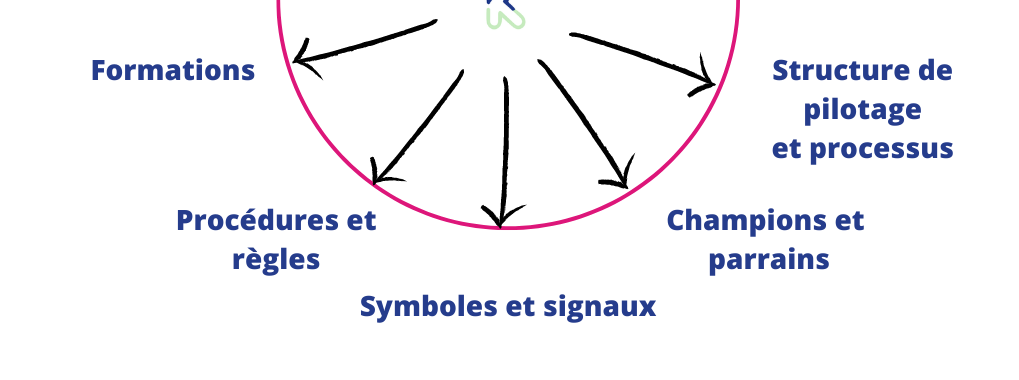 Formations
Structure de
pilotage
et processus
Procédures et
règles
Champions et
parrains
Symboles et signaux